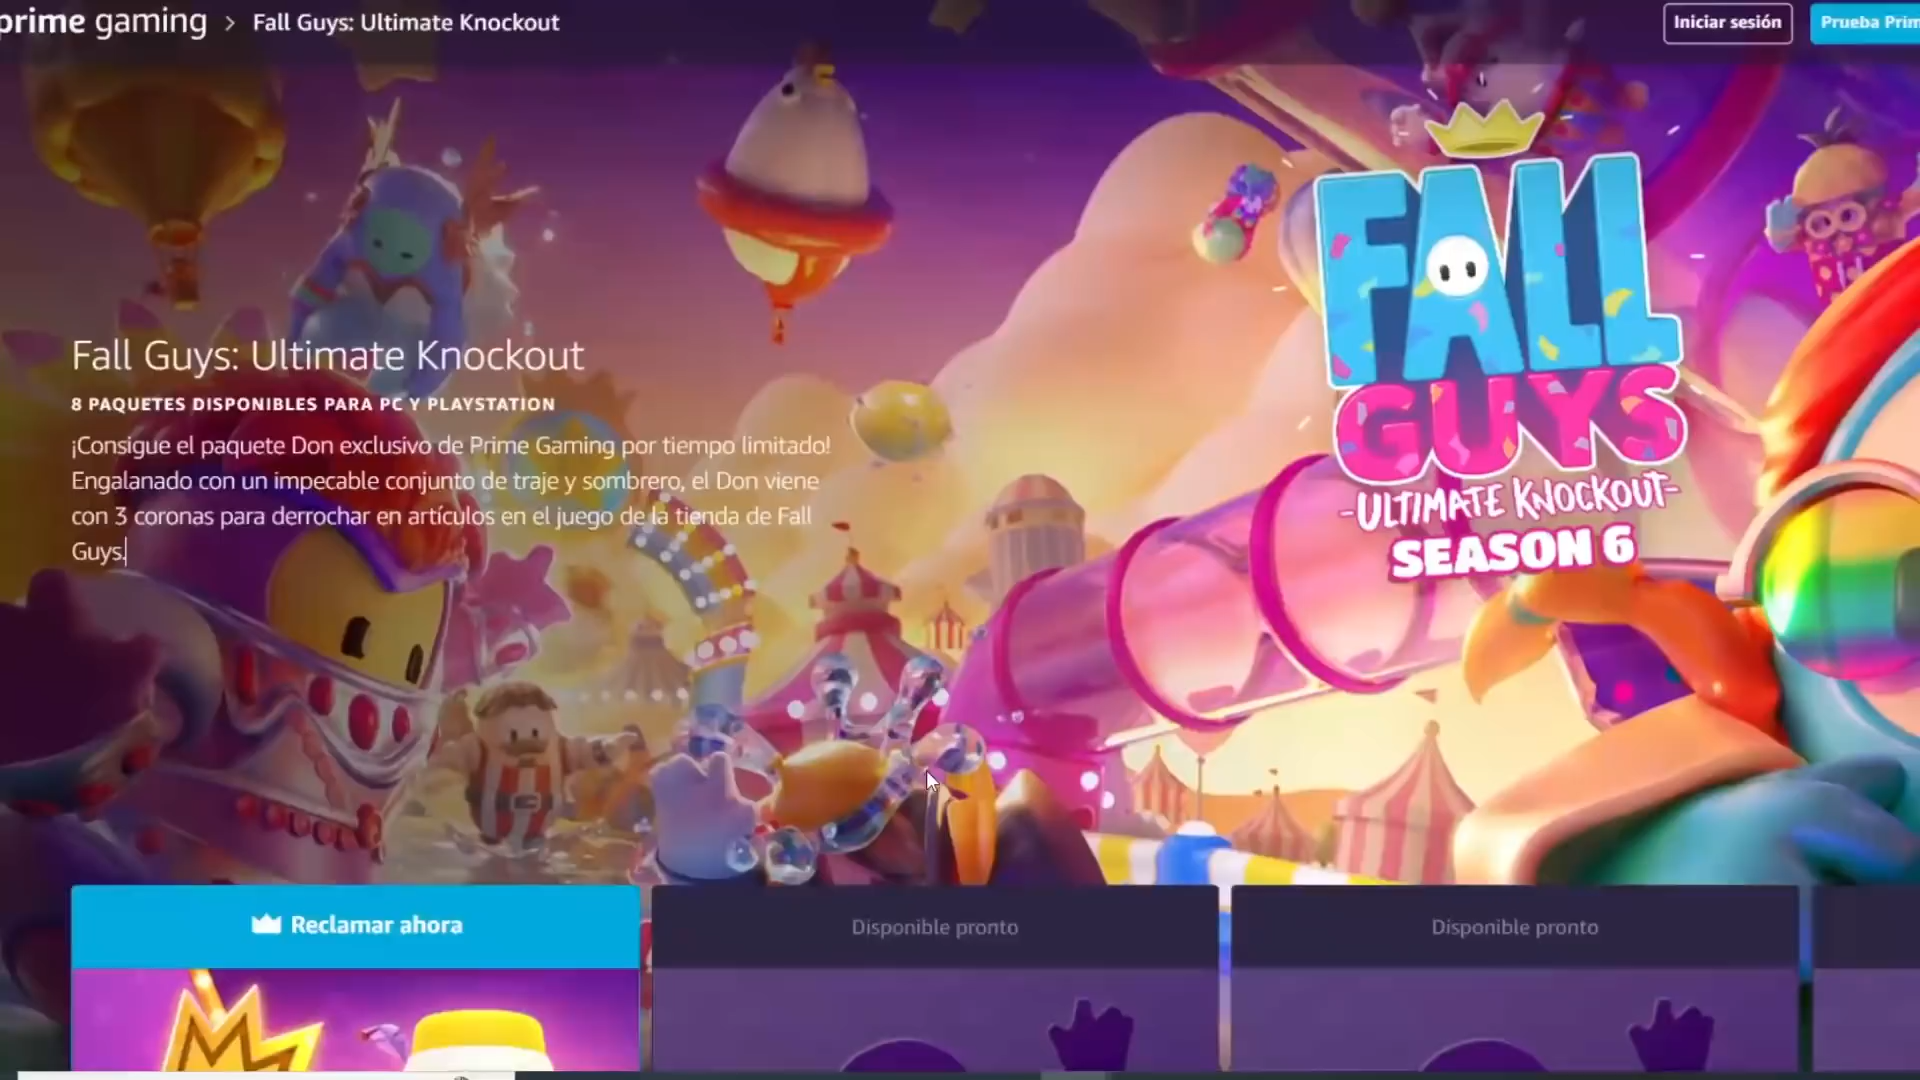 prime gaming > Fall Guys: Ultimate Knockout
Iniciar sesión
Prueba Prim
FALL
GUYS
-ULTIMATE KNOCKOUT-
SEASON 6
Fall Guys: Ultimate Knockout
8 PAQUETES DISPONIBLES PARA PC Y PLAYSTATION
¡Consigue el paquete Don exclusivo de Prime Gaming por tiempo limitado!
Engalanado con un impecable conjunto de traje y sombrero, el Don viene
con 3 coronas para derrochar en artículos en el juego de la tienda de Fall
Guys.
Reclamar ahora
Disponible pronto
Disponible pronto